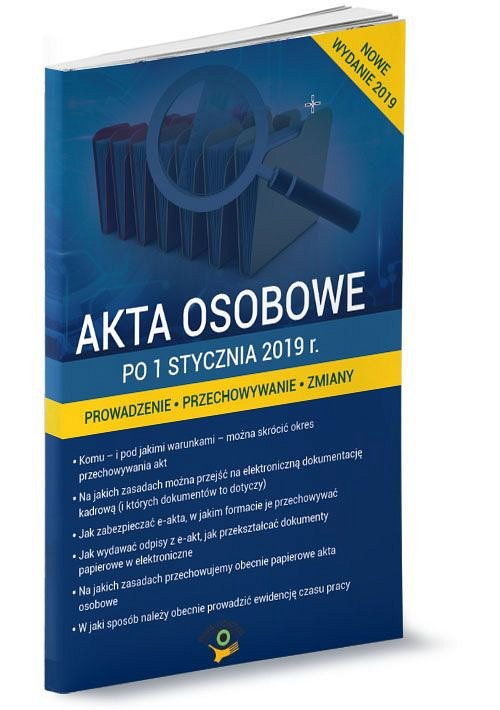 NOWE
WYDANIE 2019
AKTA OSOBOWE
PO 1 STYCZNIA 2019 r.
PROWADZENIE • PRZECHOWYWANIE • ZMIANY
• Komu – i pod jakimi warunkami – można skrócić okres
przechowywania akt
• Na jakich zasadach można przejść na elektroniczną dokumentację
kadrową (i których dokumentów to dotyczy)
• Jak zabezpieczać e-akta, w jakim formacie je przechowywać
• Jak wydawać odpisy z e-akt, jak przekształcać dokumenty
papierowe w elektroniczne
• Na jakich zasadach przechowujemy obecnie papierowe akta
osobowe
• W jaki sposób należy obecnie prowadzić ewidencję czasu pracy